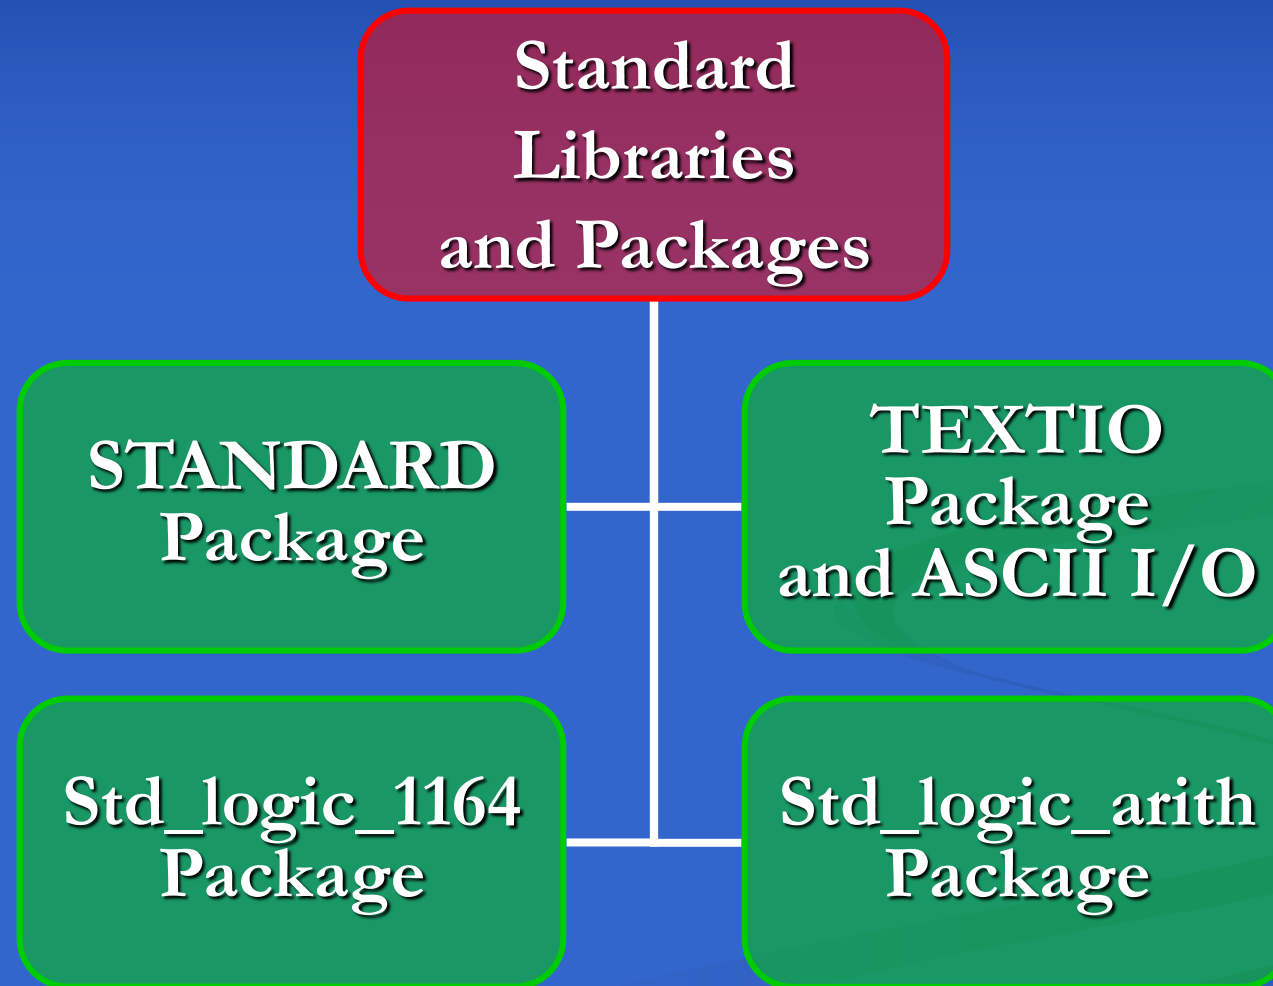 Standard
Libraries
and Packages
STANDARD
Package
TEXTIO
Package
and ASCII I/O
Std_logic_1164
Package
Std_logic_arith
Package